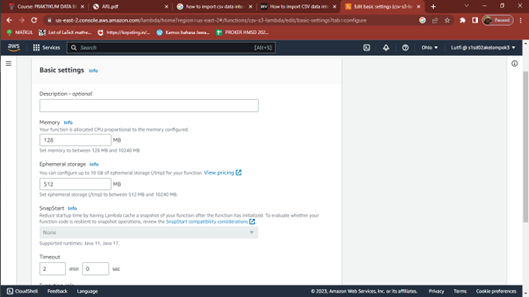 Course: PRAKTIKUM DATA I
AFL.pdf
how to import csv data into
How to import CSV data int
Edit basic settings | csv-s3-l
us-east-2.console.aws.amazon.com/lambda/home?region=us-east-2#/functions/csv-s3-lambda/edit/basic-settings?tab=configure
Paused
MATKUL
List of LaTeX mathe...
https://kopsling.m/...
Kamus bahasa Jawa...
PROKER HMSD 202...
aws
Services
Search
[Alt+S]
Ohio
Lutfi @ s1sd02akelompok3
Basic settings Info
Description - optional
Memory Info
Your function is allocated CPU proportional to the memory configured.
128 MB
Set memory to between 128 MB and 10240 MB
Ephemeral storage Info
You can configure up to 10 GB of ephemeral storage (/tmp) for your function. View pricing
512 MB
Set ephemeral storage (/tmp) to between 512 MB and 10240 MB.
SnapStart Info
Reduce startup time by having Lambda cache a snapshot of your function after the function has initialized. To evaluate whether your
function code is resilient to snapshot operations, review the SnapStart compatibility considerations
None
Supported runtimes: Java 11, Java 17.
Timeout
2 min 0 sec
CloudShell
Feedback
Language
© 2023, Amazon Web Services, Inc. or its affiliates.
Privacy
Terms
Cookie preferences